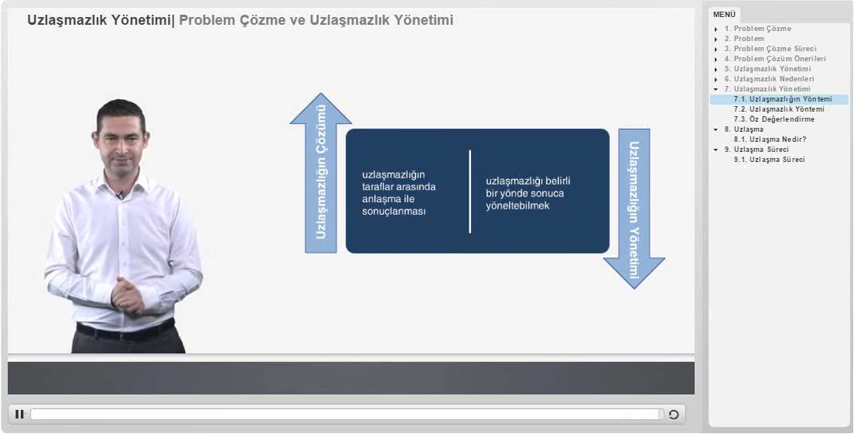 Uzlaşmazlık Yönetimi| Problem Çözme ve Uzlaşmazlık Yönetimi
Uzlaşmazlığın Çözümü
uzlaşmazlığın
taraflar arasında
anlaşma ile
sonuçlanması
uzlaşmazlığı belirli
bir yönde sonuca
yöneltebilmek
Uzlaşmazlığın Yönetimi
MENÜ
1. Problem Çözme
2. Problem
3. Problem Çözme Süreci
4. Problem Çözüm Önerileri
5. Uzlaşmazlık Yönetimi
6. Uzlaşmazlık Nedenleri
7. Uzlaşmazlık Yönetimi
7.1. Uzlaşmazlığın Yöntemi
7.2. Uzlaşmazlık Yöntemi
7.3. Öz Değerlendirme
8. Uzlaşma
8.1. Uzlaşma Nedir?
9. Uzlaşma Süreci
9.1. Uzlaşma Süreci